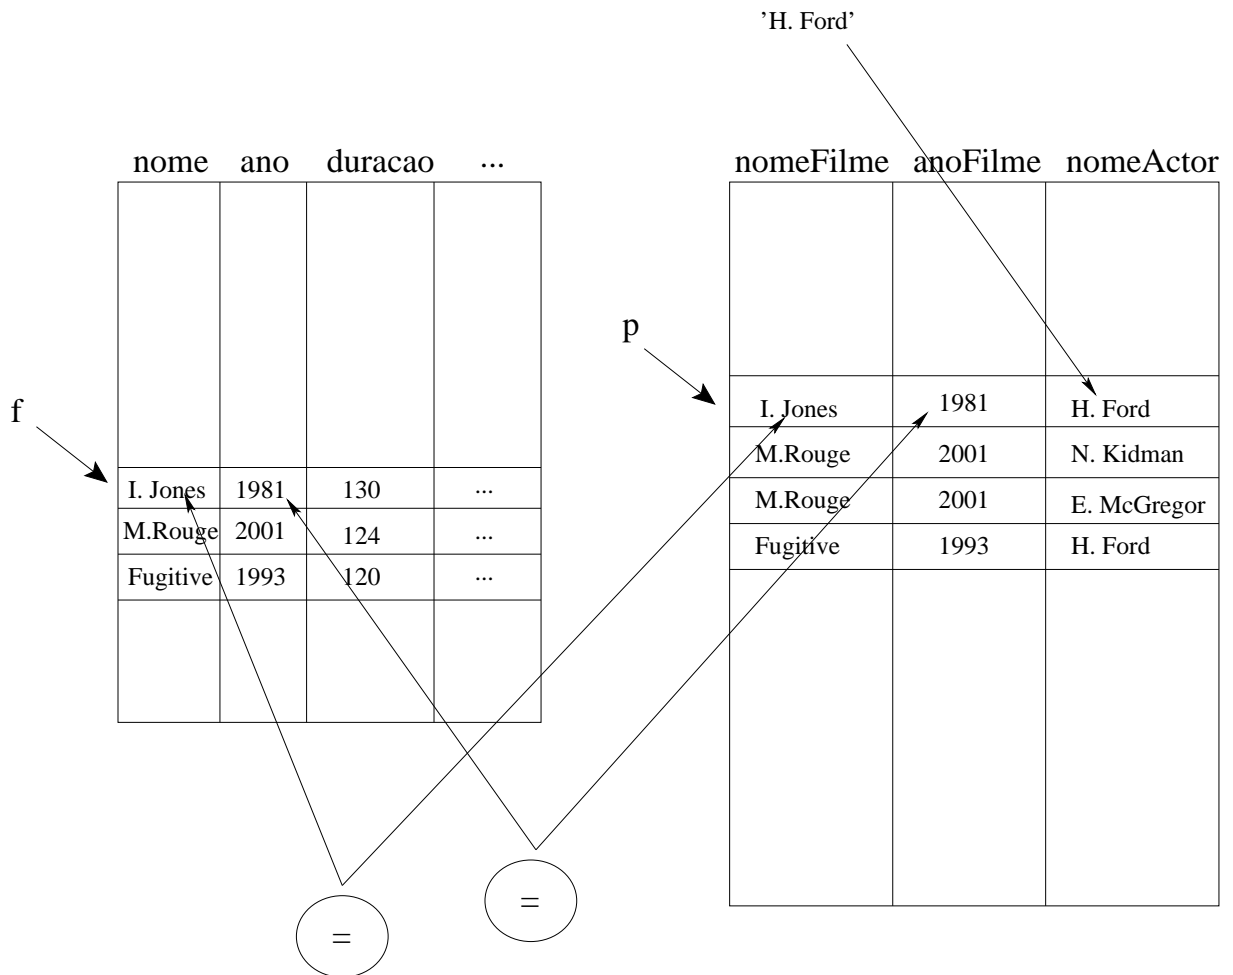 ’H. Ford’
nome ano duracao ...
nomeFilme anoFilme nomeActor
p
f
I. Jones 1981 H. Ford
M.Rouge 2001 N. Kidman
M.Rouge 2001 E. McGregor
Fugitive 1993 H. Ford
I. Jones 1981 130 ...
M.Rouge 2001 124 ...
Fugitive 1993 120 ...
=
=